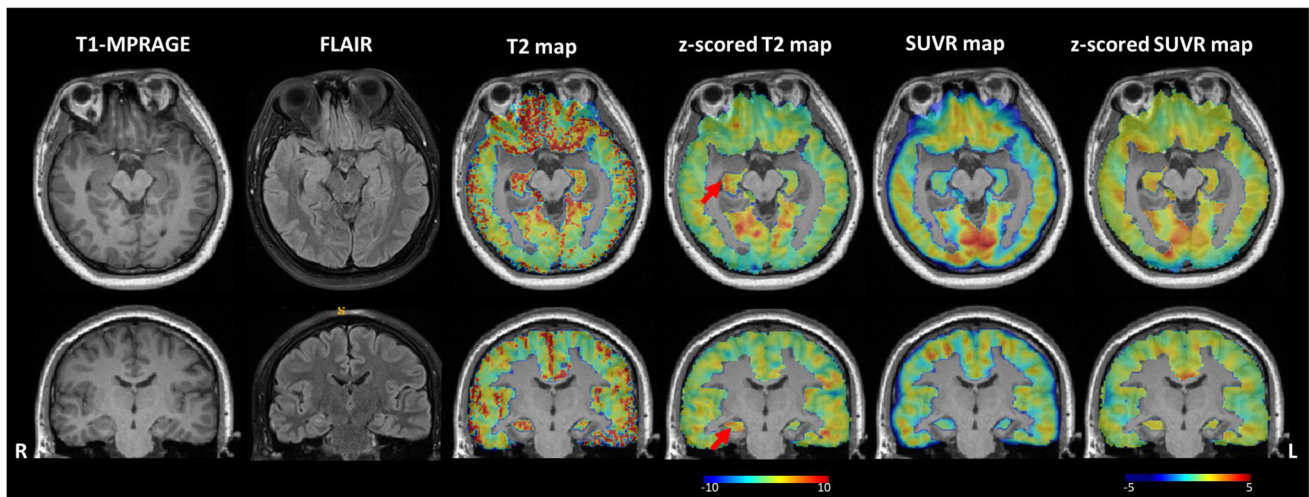 T1-MPRAGE FLAIR T2 map z-scored T2 map SUVR map z-scored SUVR map
S
R L
-10 10 -5 5